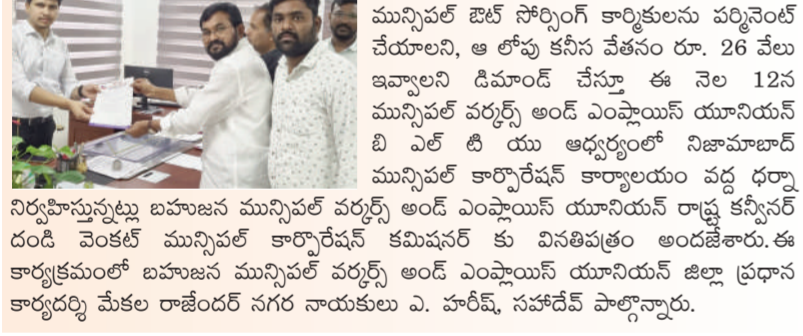 మున్సిపల్ ఔట్ సోర్సింగ్ కార్మికులను పర్మినెంట్
చేయాలని, ఆ లోపు కనీస వేతనం రూ. 26 వేలు
ఇవ్వాలని డిమాండ్ చేస్తూ ఈ నెల 12న
మున్సిపల్ వర్కర్స్ అండ్ ఎంప్లాయిస్ యూనియన్
బి ఎల్ టి యు ఆధ్వర్యంలో నిజామాబాద్
మున్సిపల్ కార్పొరేషన్ కార్యాలయం వద్ద ధర్నా
నిర్వహిస్తున్నట్లు బహుజన మున్సిపల్ వర్కర్స్ అండ్ ఎంప్లాయిస్ యూనియన్ రాష్ట్ర కన్వీనర్
దండి వెంకట్ మున్సిపల్ కార్పొరేషన్ కమిషనర్ కు వినతిపత్రం అందజేశారు.ఈ
కార్యక్రమంలో బహుజన మున్సిపల్ వర్కర్స్ అండ్ ఎంప్లాయిస్ యూనియన్ జిల్లా ప్రధాన
కార్యదర్శి మేకల రాజేందర్ నగర నాయకులు ఎ. హరీష్, సహాదేవ్ పాల్గొన్నారు.